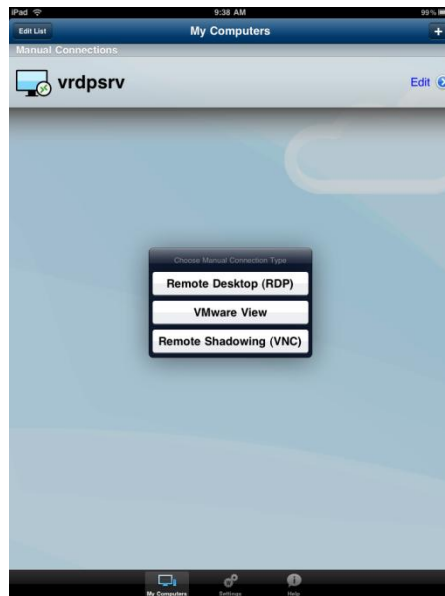 iPad 9:38 AM 99%
Edit List My Computers +
Manual Connections
vrdpsrv Edit
Choose Manual Connection Type
Remote Desktop (RDP)
VMware View
Remote Shadowing (VNC)
My Computers Settings Help